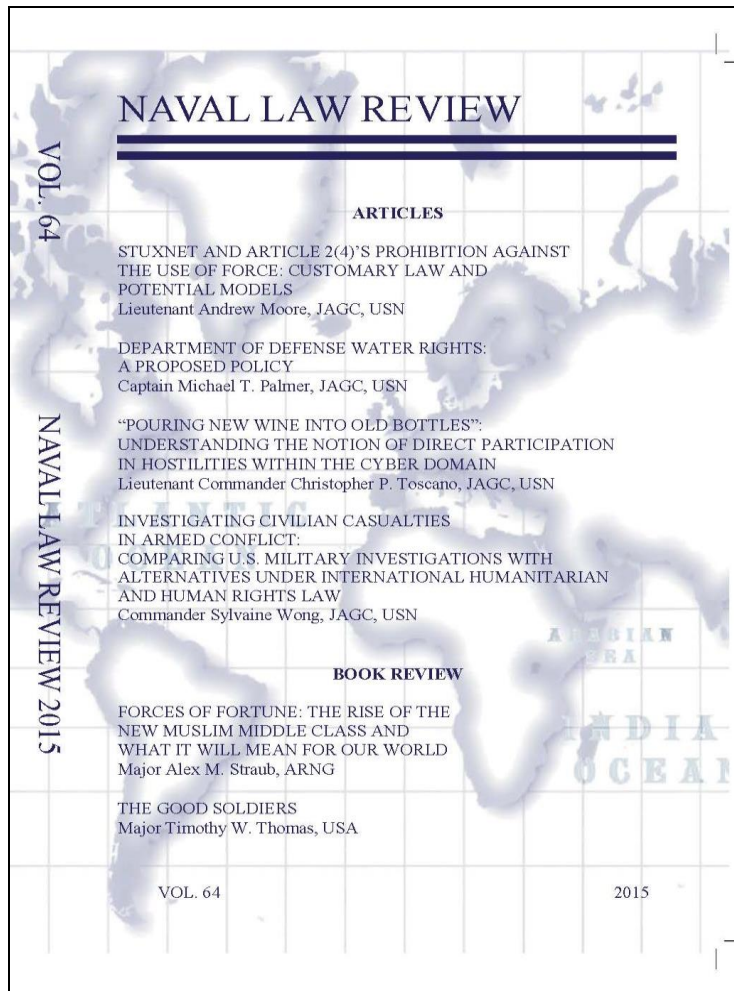 NAVAL LAW REVIEW
VOL. 64
NAVAL LAW REVIEW 2015
ARTICLES
STUXNET AND ARTICLE 2(4)'S PROHIBITION AGAINST
THE USE OF FORCE: CUSTOMARY LAW AND
POTENTIAL MODELS
Lieutenant Andrew Moore, JAGC, USN
DEPARTMENT OF DEFENSE WATER RIGHTS:
A PROPOSED POLICY
Captain Michael T. Palmer, JAGC, USN
“POURING NEW WINE INTO OLD BOTTLES”:
UNDERSTANDING THE NOTION OF DIRECT PARTICIPATION
IN HOSTILITIES WITHIN THE CYBER DOMAIN
Lieutenant Commander Christopher P. Toscano, JAGC, USN
INVESTIGATING CIVILIAN CASUALTIES
IN ARMED CONFLICT:
COMPARING U.S. MILITARY INVESTIGATIONS WITH
ALTERNATIVES UNDER INTERNATIONAL HUMANITARIAN
AND HUMAN RIGHTS LAW
Commander Sylvaine Wong, JAGC, USN
BOOK REVIEW
FORCES OF FORTUNE: THE RISE OF THE
NEW MUSLIM MIDDLE CLASS AND
WHAT IT WILL MEAN FOR OUR WORLD
Major Alex M. Straub, ARNG
THE GOOD SOLDIERS
Major Timothy W. Thomas, USA
VOL. 64
2015
ATLANTIC
OCEAN
ARABIAN
SEA
INDIA
OCEAN